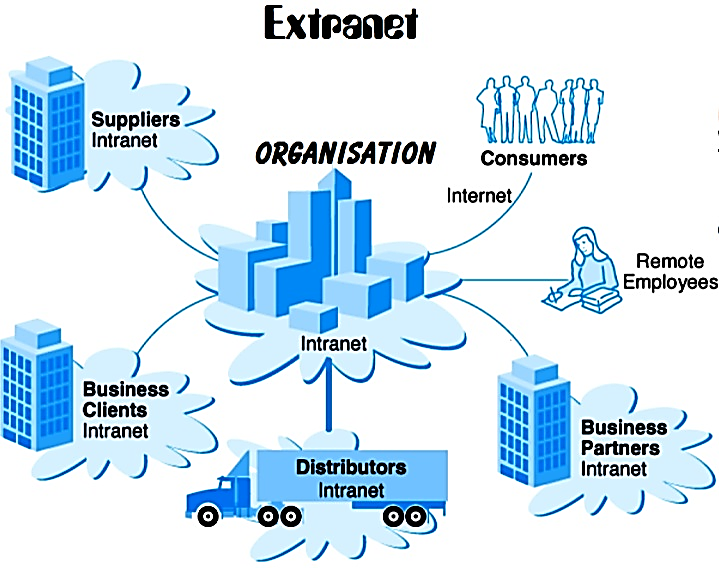 Extranet
Suppliers
Intranet
ORGANISATION
Consumers
Internet
Remote
Employees
Intranet
Business
Clients
Intranet
Business
Partners
Intranet
Distributors
Intranet